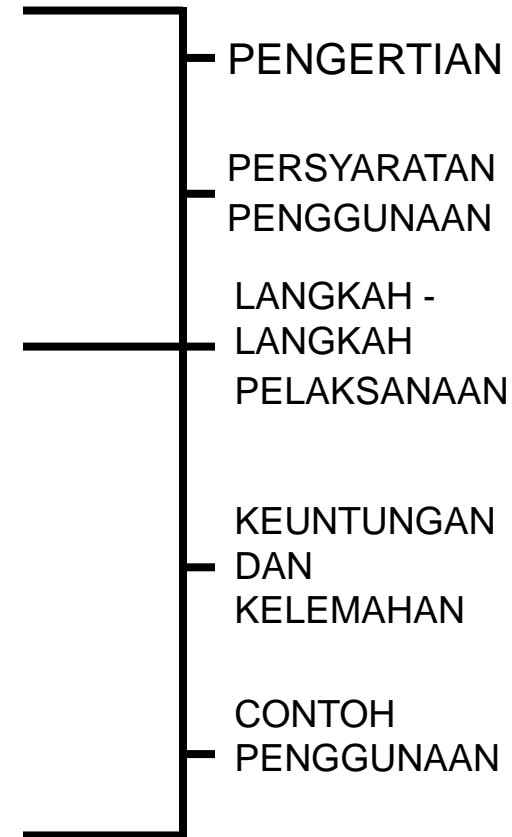 PENGERTIAN
PERSYARATAN
PENGGUNAAN
LANGKAH -
LANGKAH
PELAKSANAAN
KEUNTUNGAN
DAN
KELEMAHAN
CONTOH
PENGGUNAAN